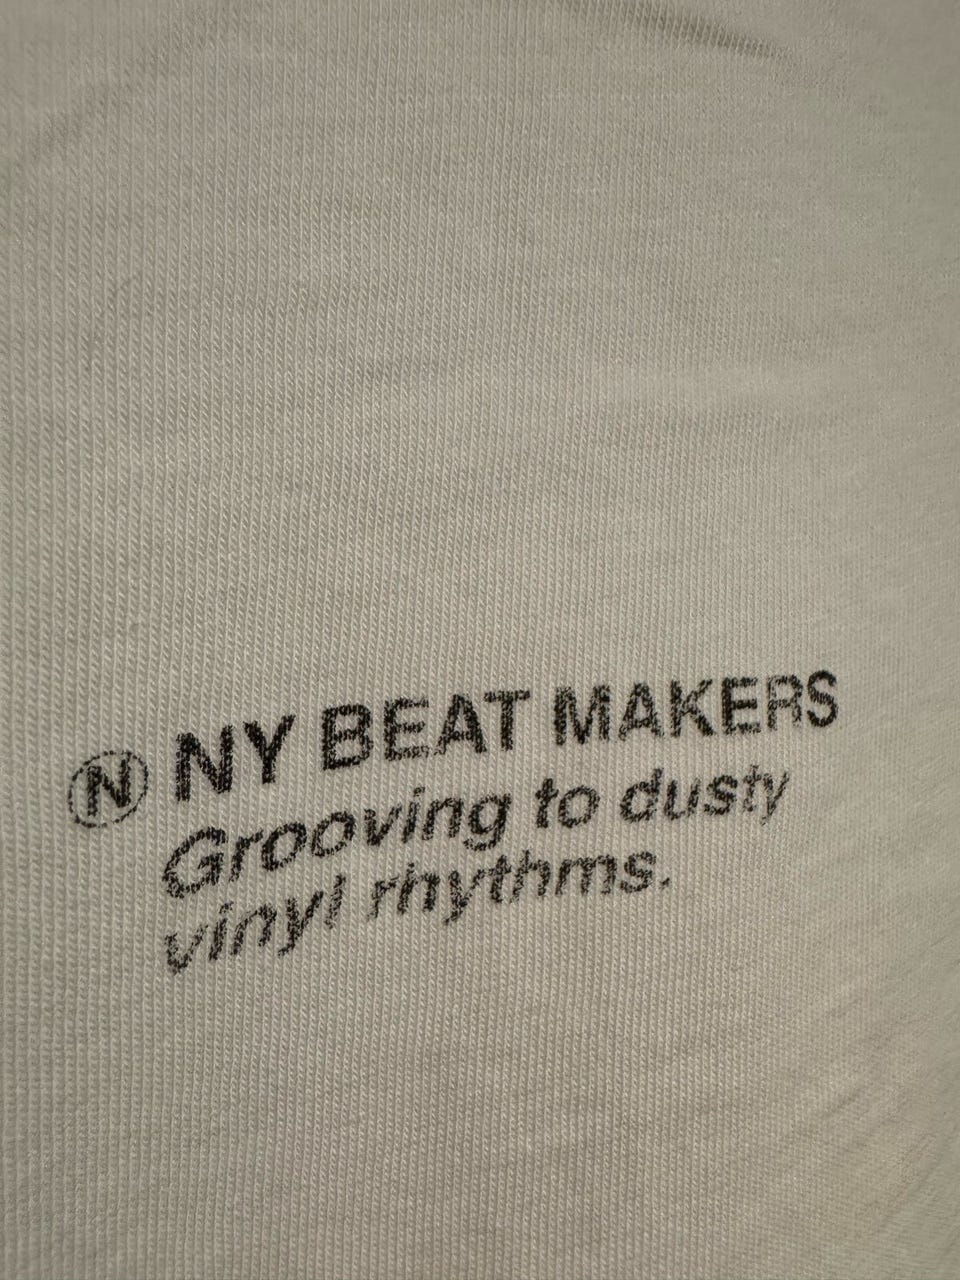 Ⓝ NY BEAT MAKERS
Grooving to dusty
vinyl rhythms.